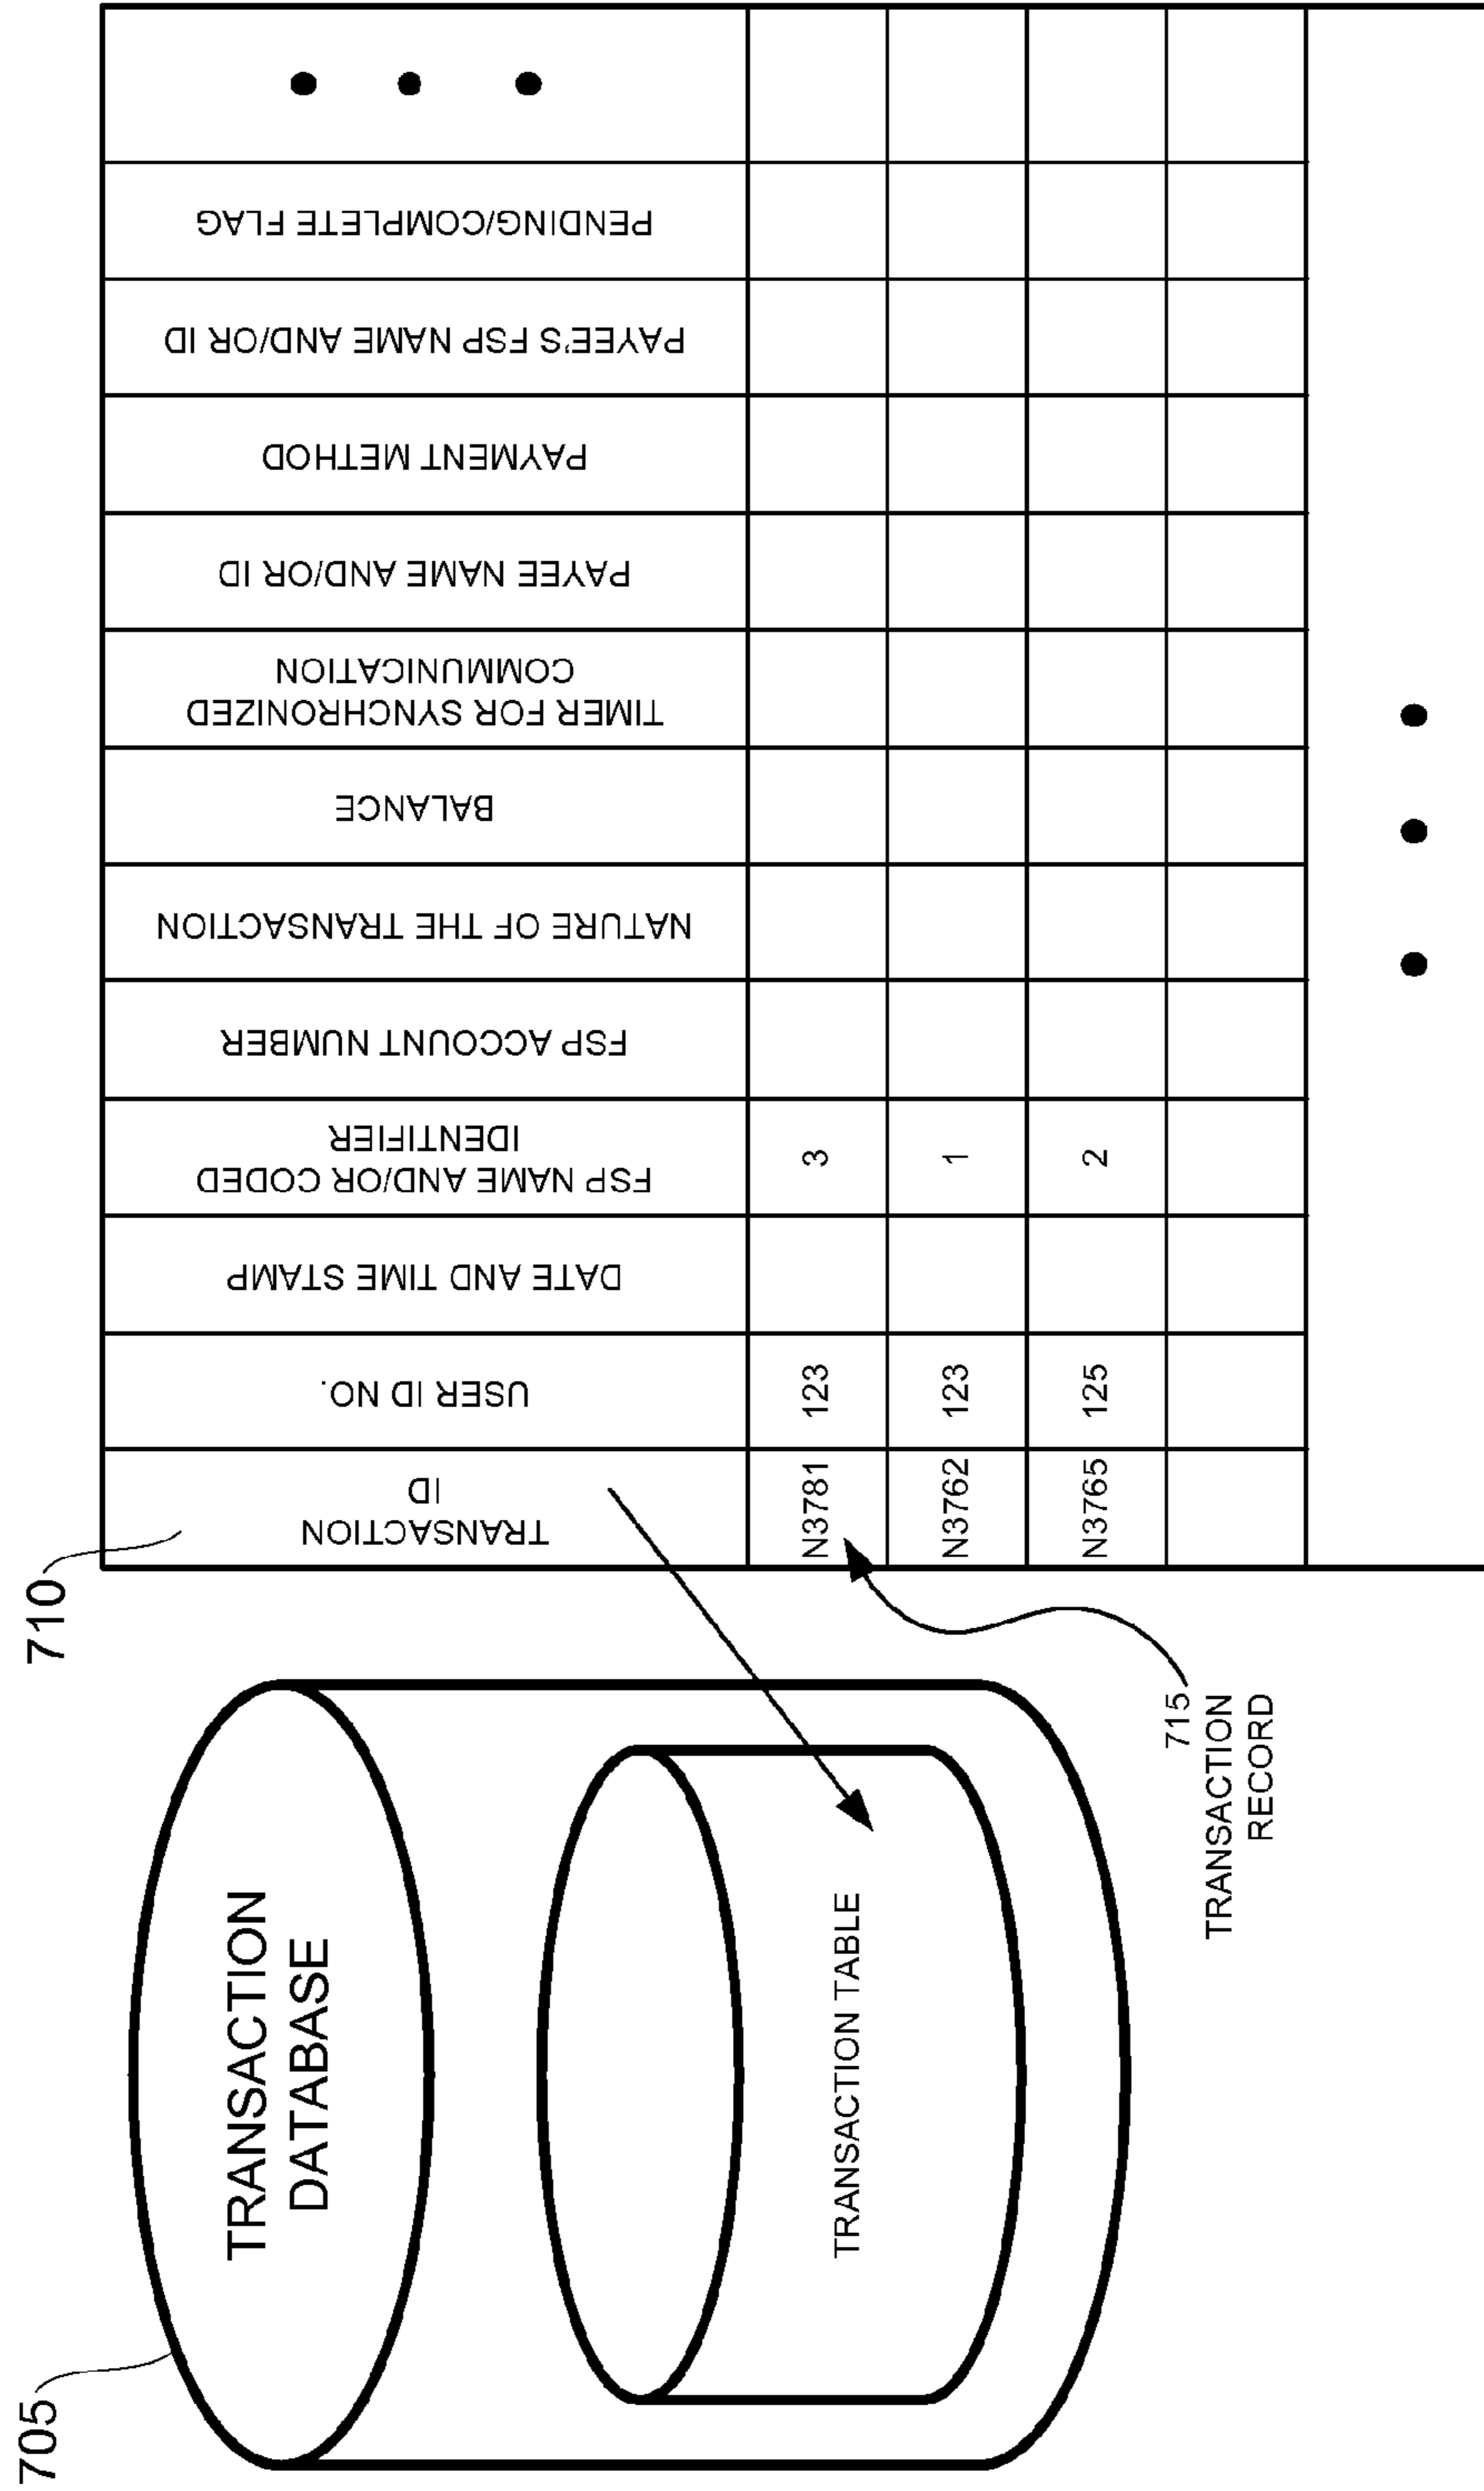 705
TRANSACTION
DATABASE
TRANSACTION TABLE
710
TRANSACTION
ID
USER ID NO.
DATE AND TIME STAMP
FSP NAME AND/OR CODED
IDENTIFIER
FSP ACCOUNT NUMBER
NATURE OF THE TRANSACTION
BALANCE
TIMER FOR SYNCHRONIZED
COMMUNICATION
PAYEE NAME AND/OR ID
PAYMENT METHOD
PAYEE'S FSP NAME AND/OR ID
PENDING/COMPLETE FLAG
N3781 123 3
N3762 123 1
N3765 125 2
715
TRANSACTION
RECORD